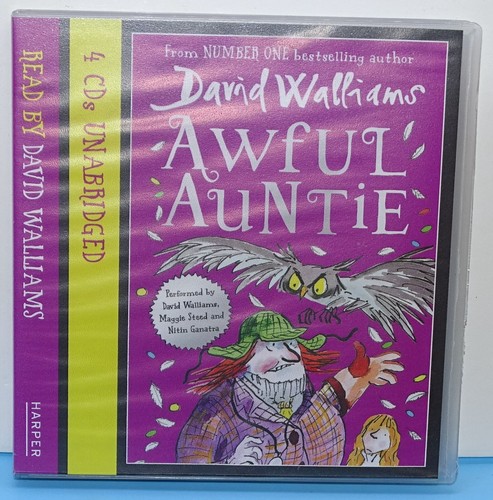 READ BY DAVID WALLIAMS
HARPER
4 CDs UNABRIDGED
From NUMBER ONE bestselling author
David Walliams
AWFUL
AUNTIE
Performed by
David Walliams,
Maggie Steed and
Nitin Ganatra